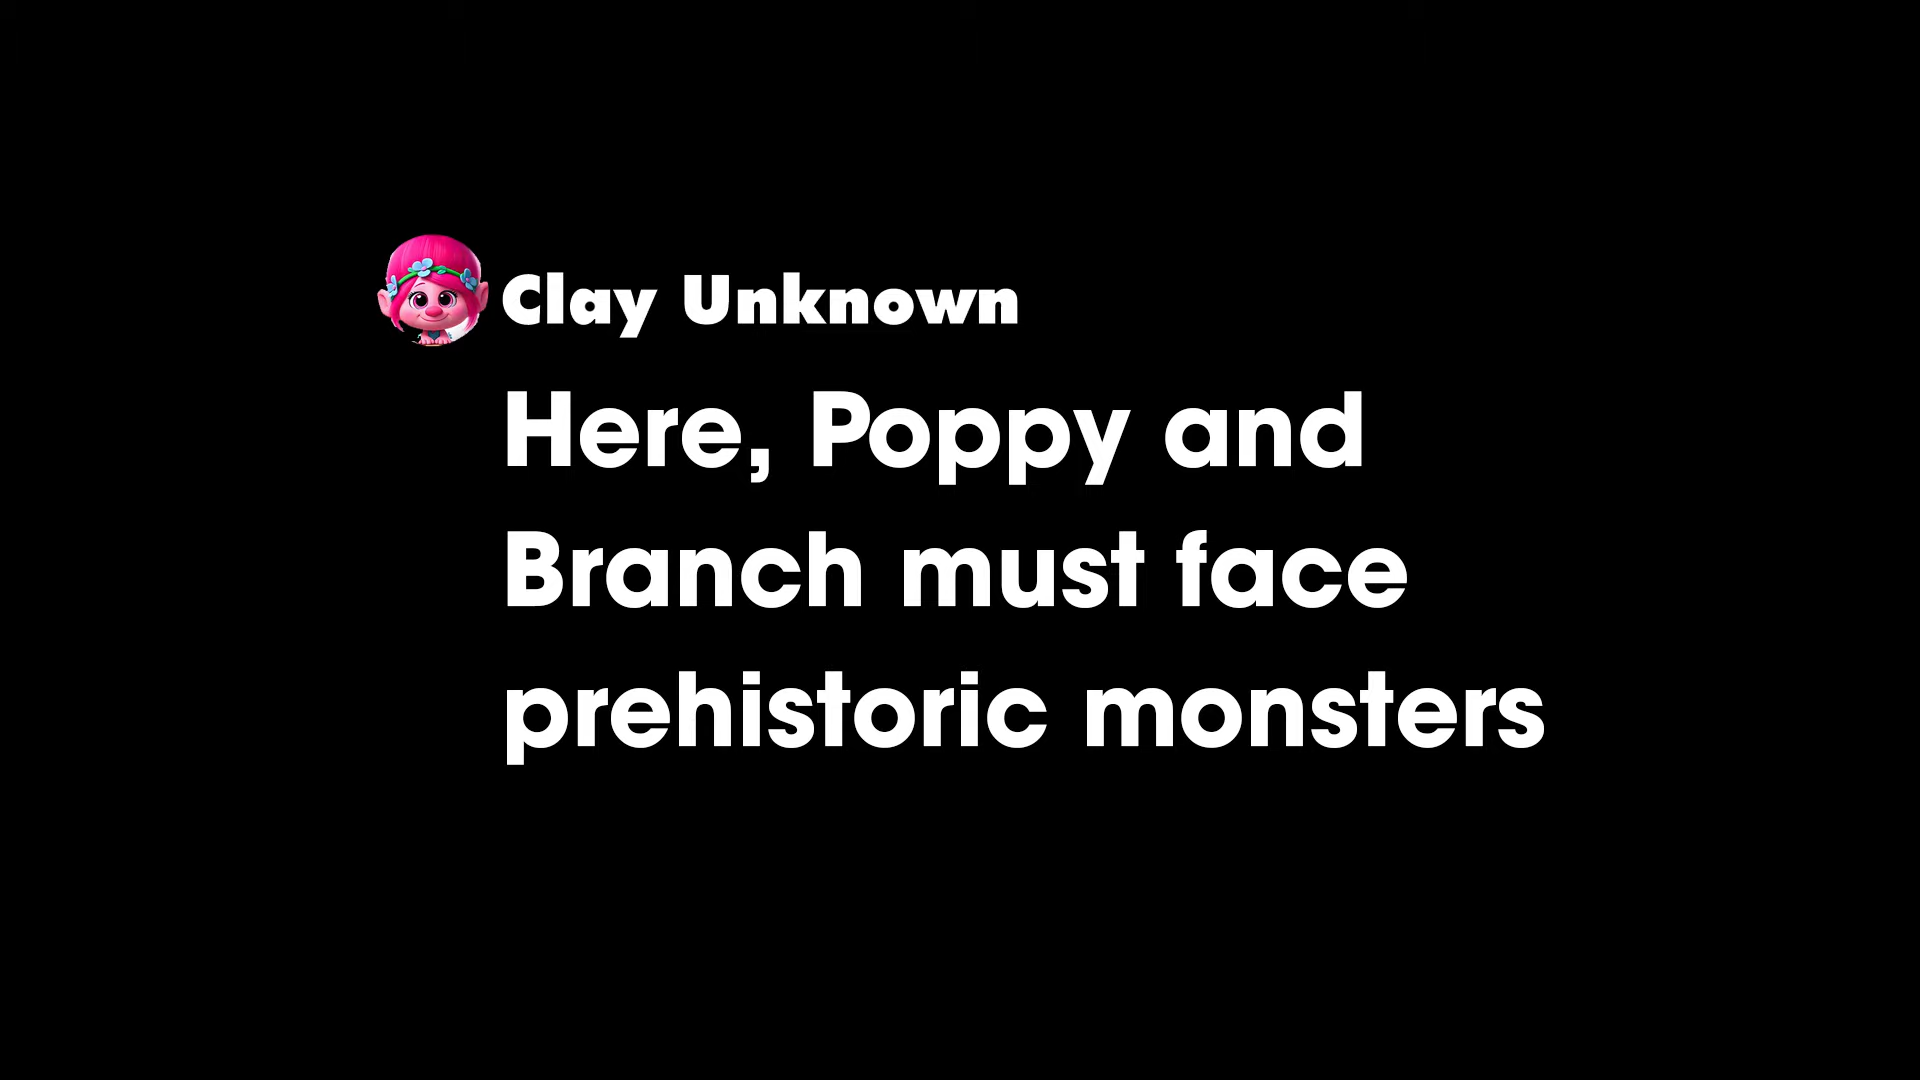 Clay Unknown
Here, Poppy and
Branch must face
prehistoric monsters